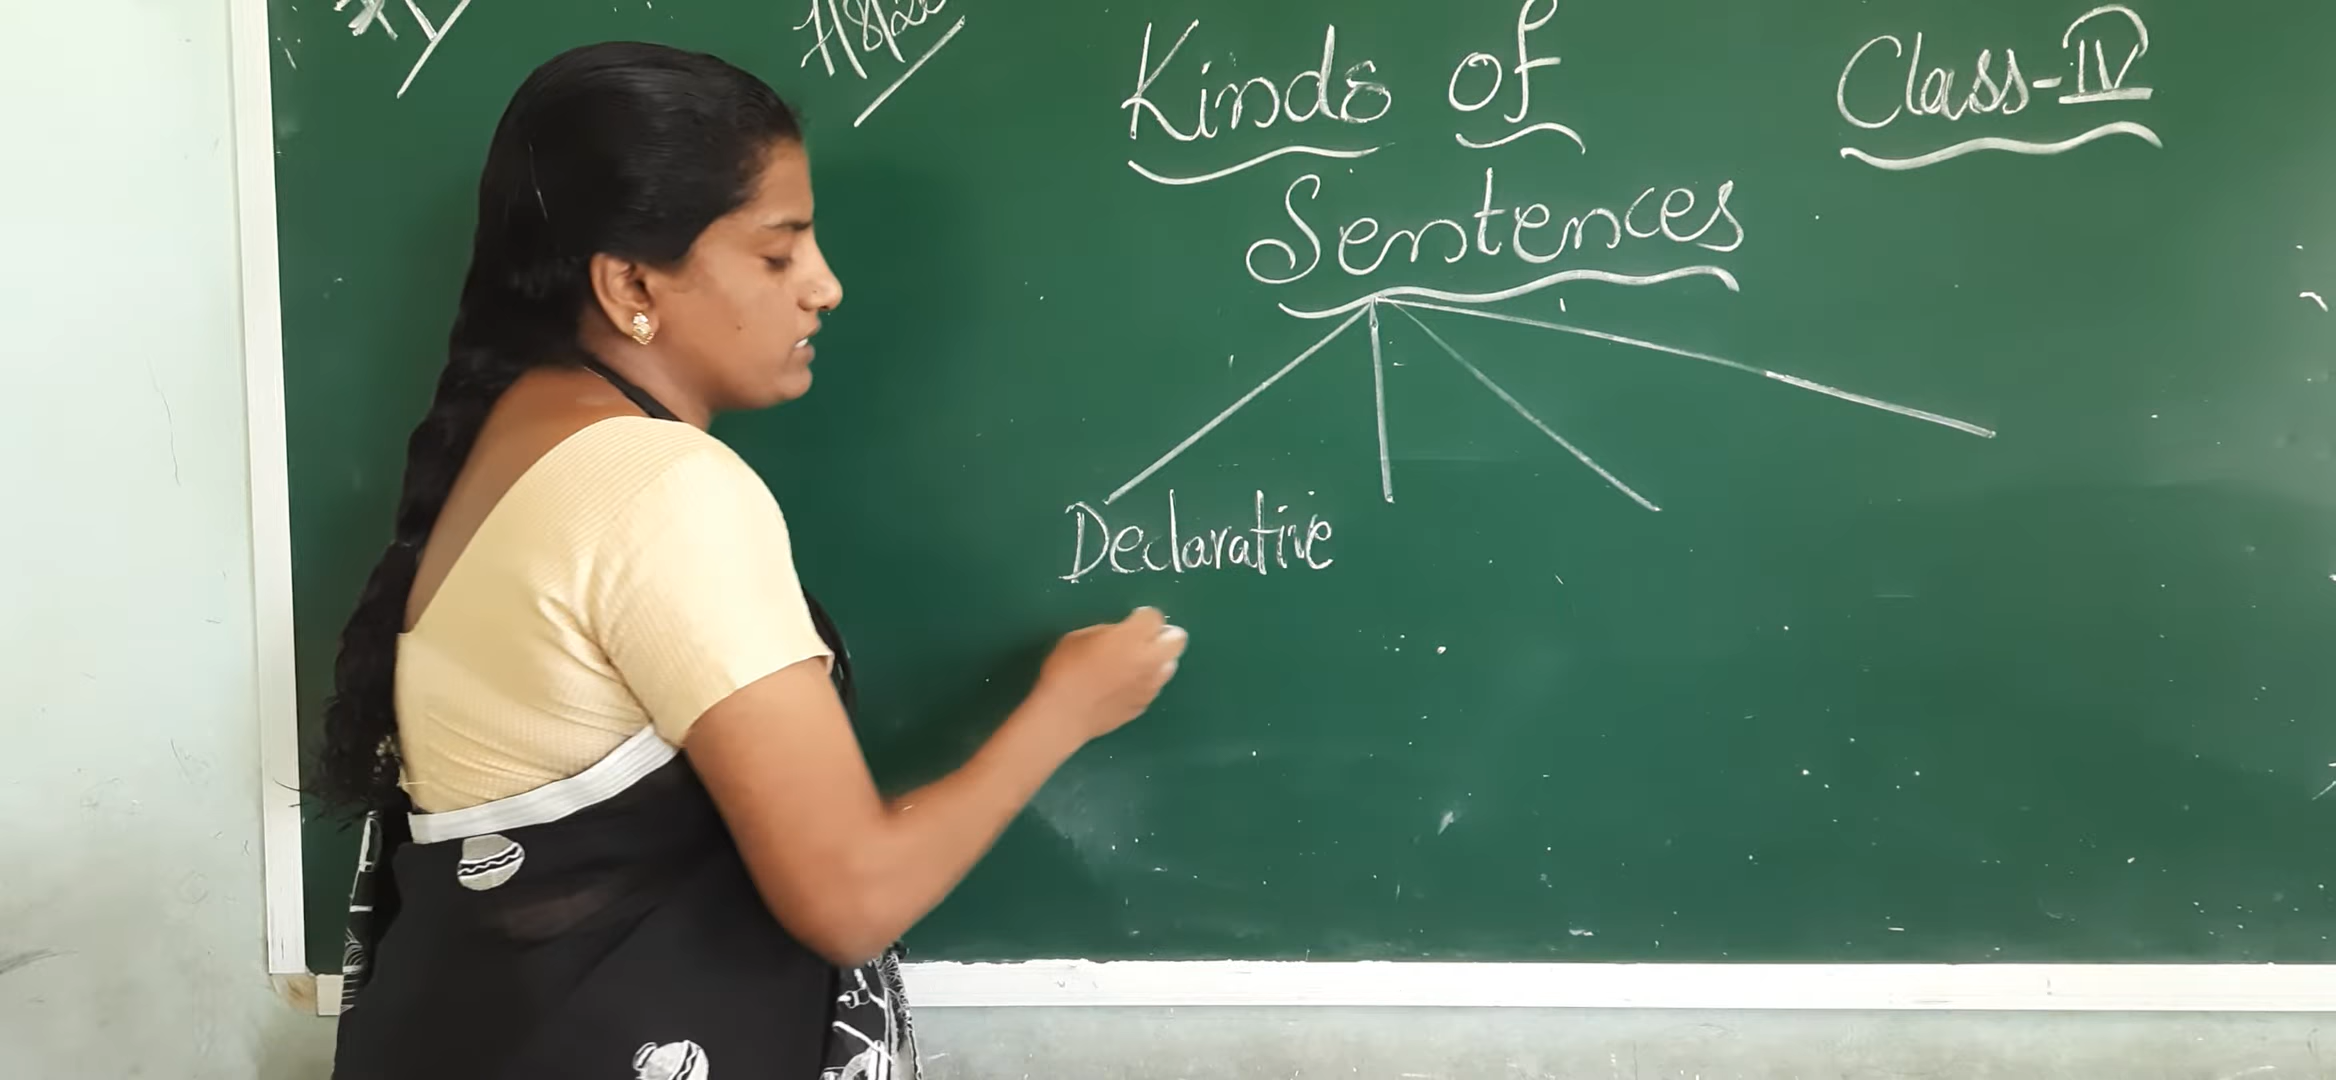 Kinds of
Class-IV
Sentences
Declarative